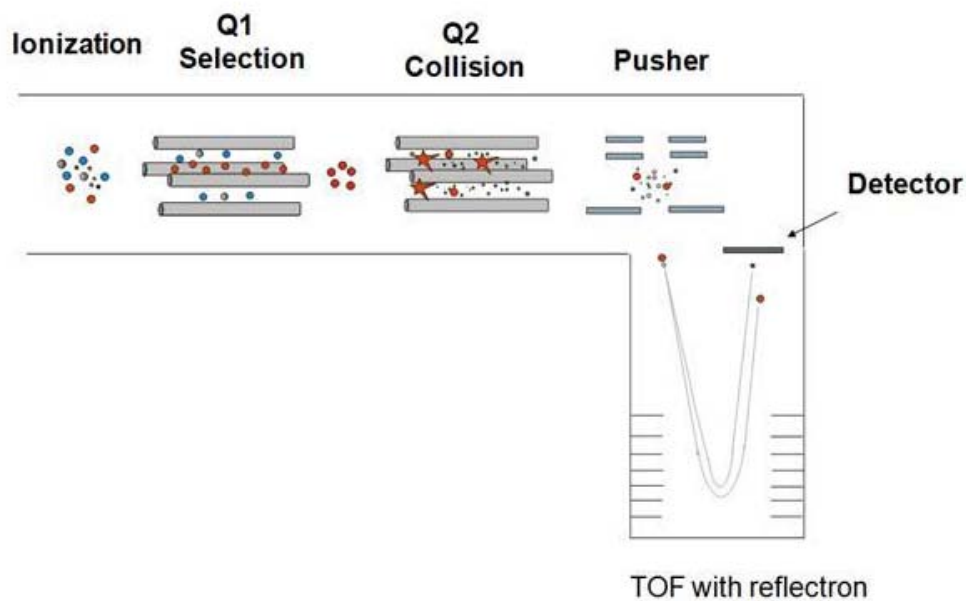 Ionization
Q1
Selection
Q2
Collision
Pusher
Detector
TOF with reflectron